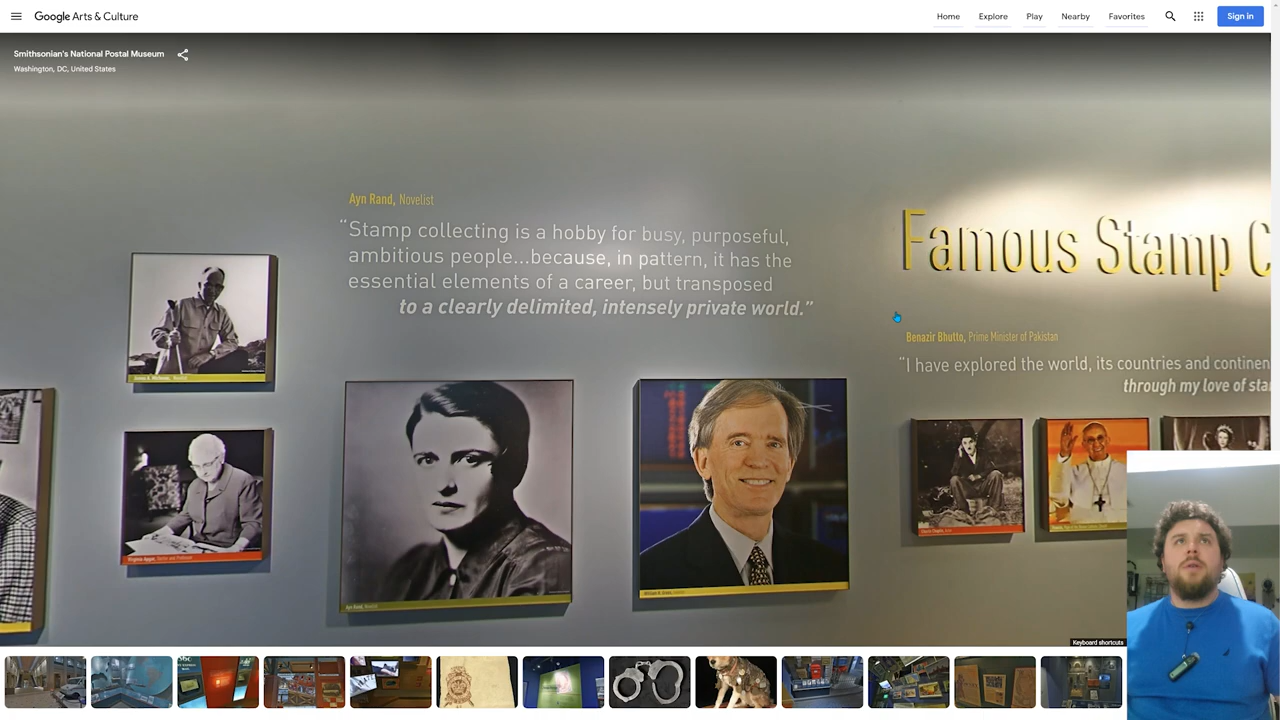 Google Arts & Culture
Home
Explore
Play
Nearby
Favorites
Sign in
Smithsonian's National Postal Museum
Washington, DC, United States
Ayn Rand, Novelist
"Stamp collecting is a hobby for busy, purposeful,
ambitious people...because, in pattern, it has the
essential elements of a career, but transposed
to a clearly delimited, intensely private world."
Famous Stamp C
Benazir Bhutto, Prime Minister of Pakistan
"I have explored the world, its countries and continen
through my love of sta
Ayn Rand, Novelist
Keyboard shortcuts